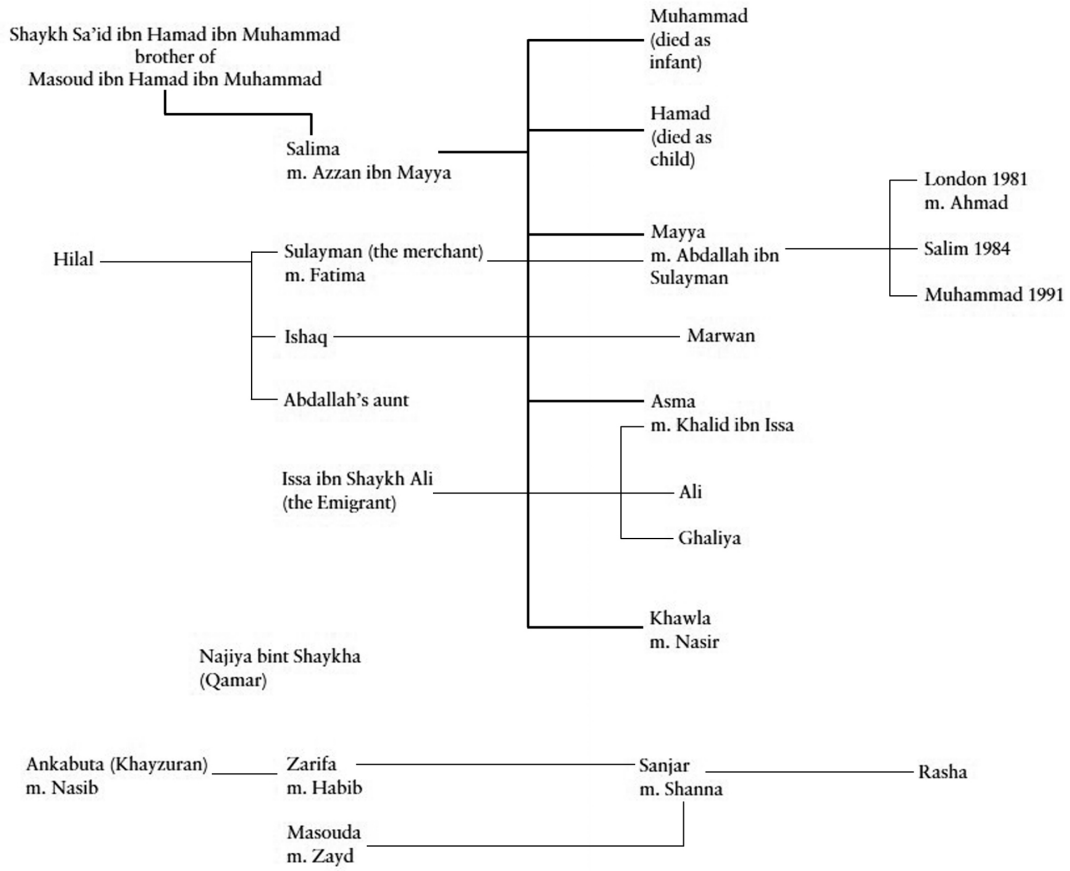 Shaykh Sa’id ibn Hamad ibn Muhammad
brother of
Masoud ibn Hamad ibn Muhammad
Salima
m. Azzan ibn Mayya
Muhammad
(died as
infant)
Hamad
(died as
child)
Mayya
m. Abdallah ibn
Sulayman
London 1981
m. Ahmad
Salim 1984
Muhammad 1991
Hilal
Sulayman (the merchant)
m. Fatima
Ishaq
Marwan
Abdallah’s aunt
Asma
m. Khalid ibn Issa
Issa ibn Shaykh Ali
(the Emigrant)
Ali
Ghaliya
Khawla
m. Nasir
Najiya bint Shaykha
(Qamar)
Ankabuta (Khayzuran)
m. Nasib
Zarifa
m. Habib
Sanjar
m. Shanna
Rasha
Masouda
m. Zayd